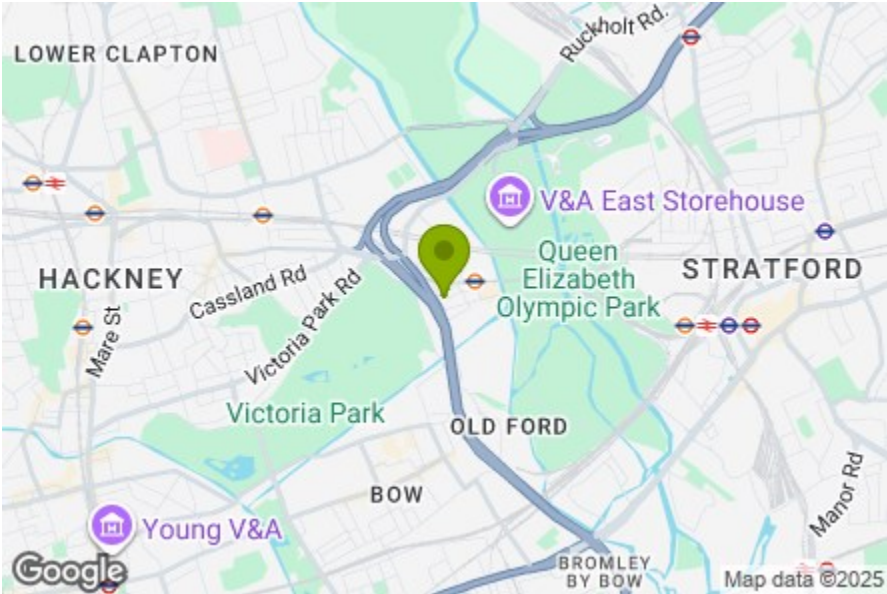 Ruckholt Rd.
LOWER CLAPTON
V&A East Storehouse
Queen
Elizabeth
Olympic Park
STRATFORD
HACKNEY
Cassland Rd
Mare St
Victoria Park Rd
Victoria Park
OLD FORD
BOW
Manor Rd
Young V&A
BROMLEY
BY BOW
Google
Map data ©2025